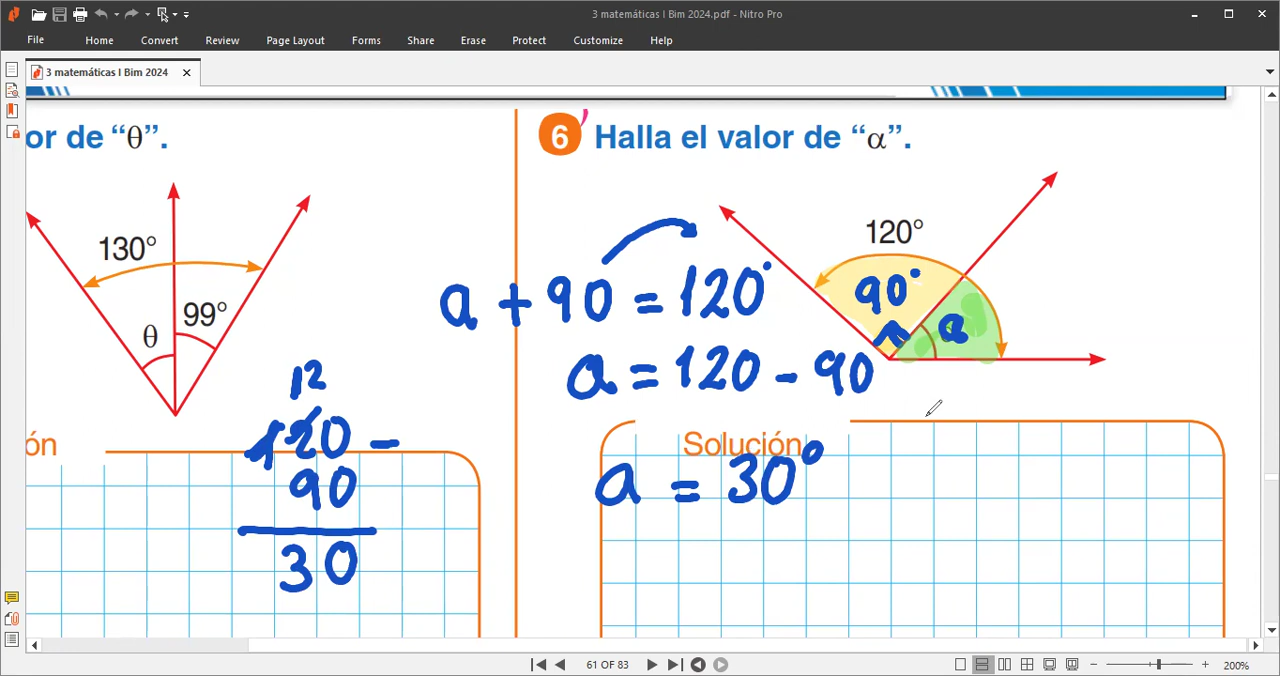 3 matemáticas I Bim 2024.pdf - Nitro Pro
File Home Convert Review Page Layout Forms Share Erase Protect Customize Help
3 matemáticas I Bim 2024
or de “θ”.
130°
99°
θ
ón
12
120 -
90
30
6 Halla el valor de “α”.
120°
90°
a
a + 90 = 120°
a = 120 - 90
Solución
a = 30°
61 OF 83
200%